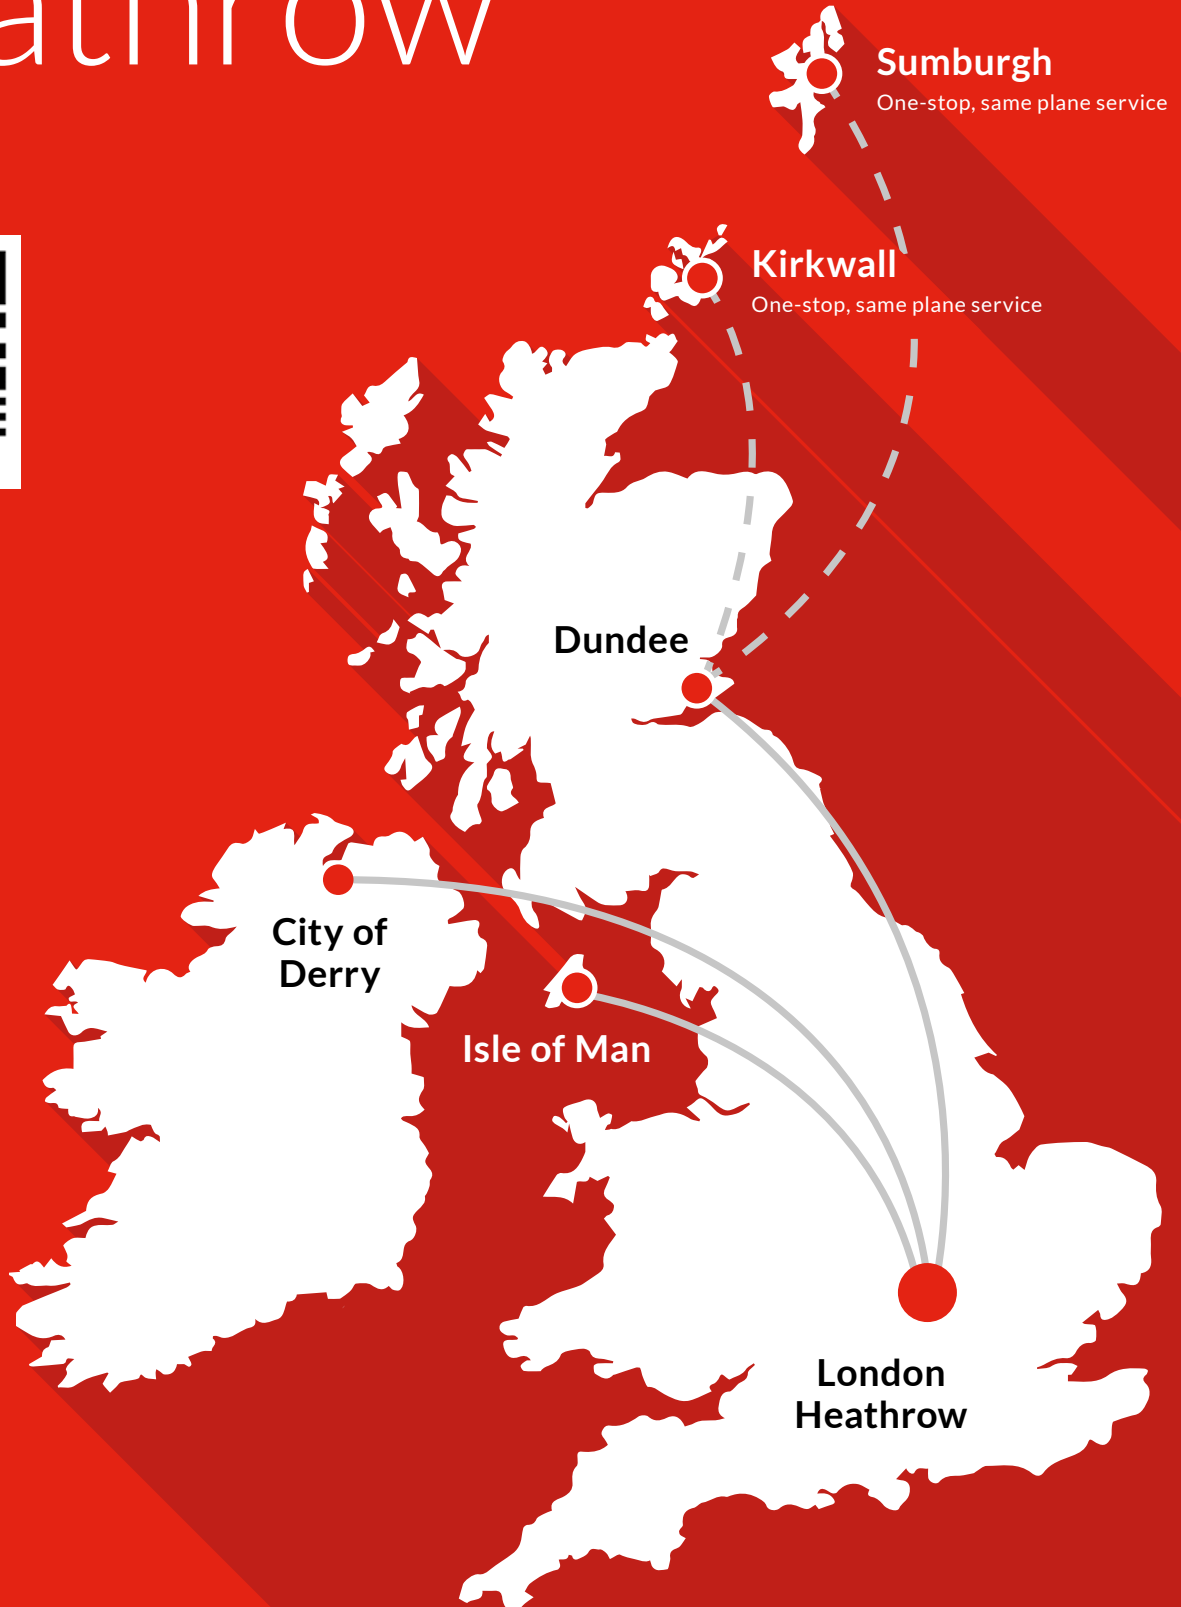 athrow
Sumburgh
One-stop, same plane service
Kirkwall
One-stop, same plane service
Dundee
City of
Derry
Isle of Man
London
Heathrow